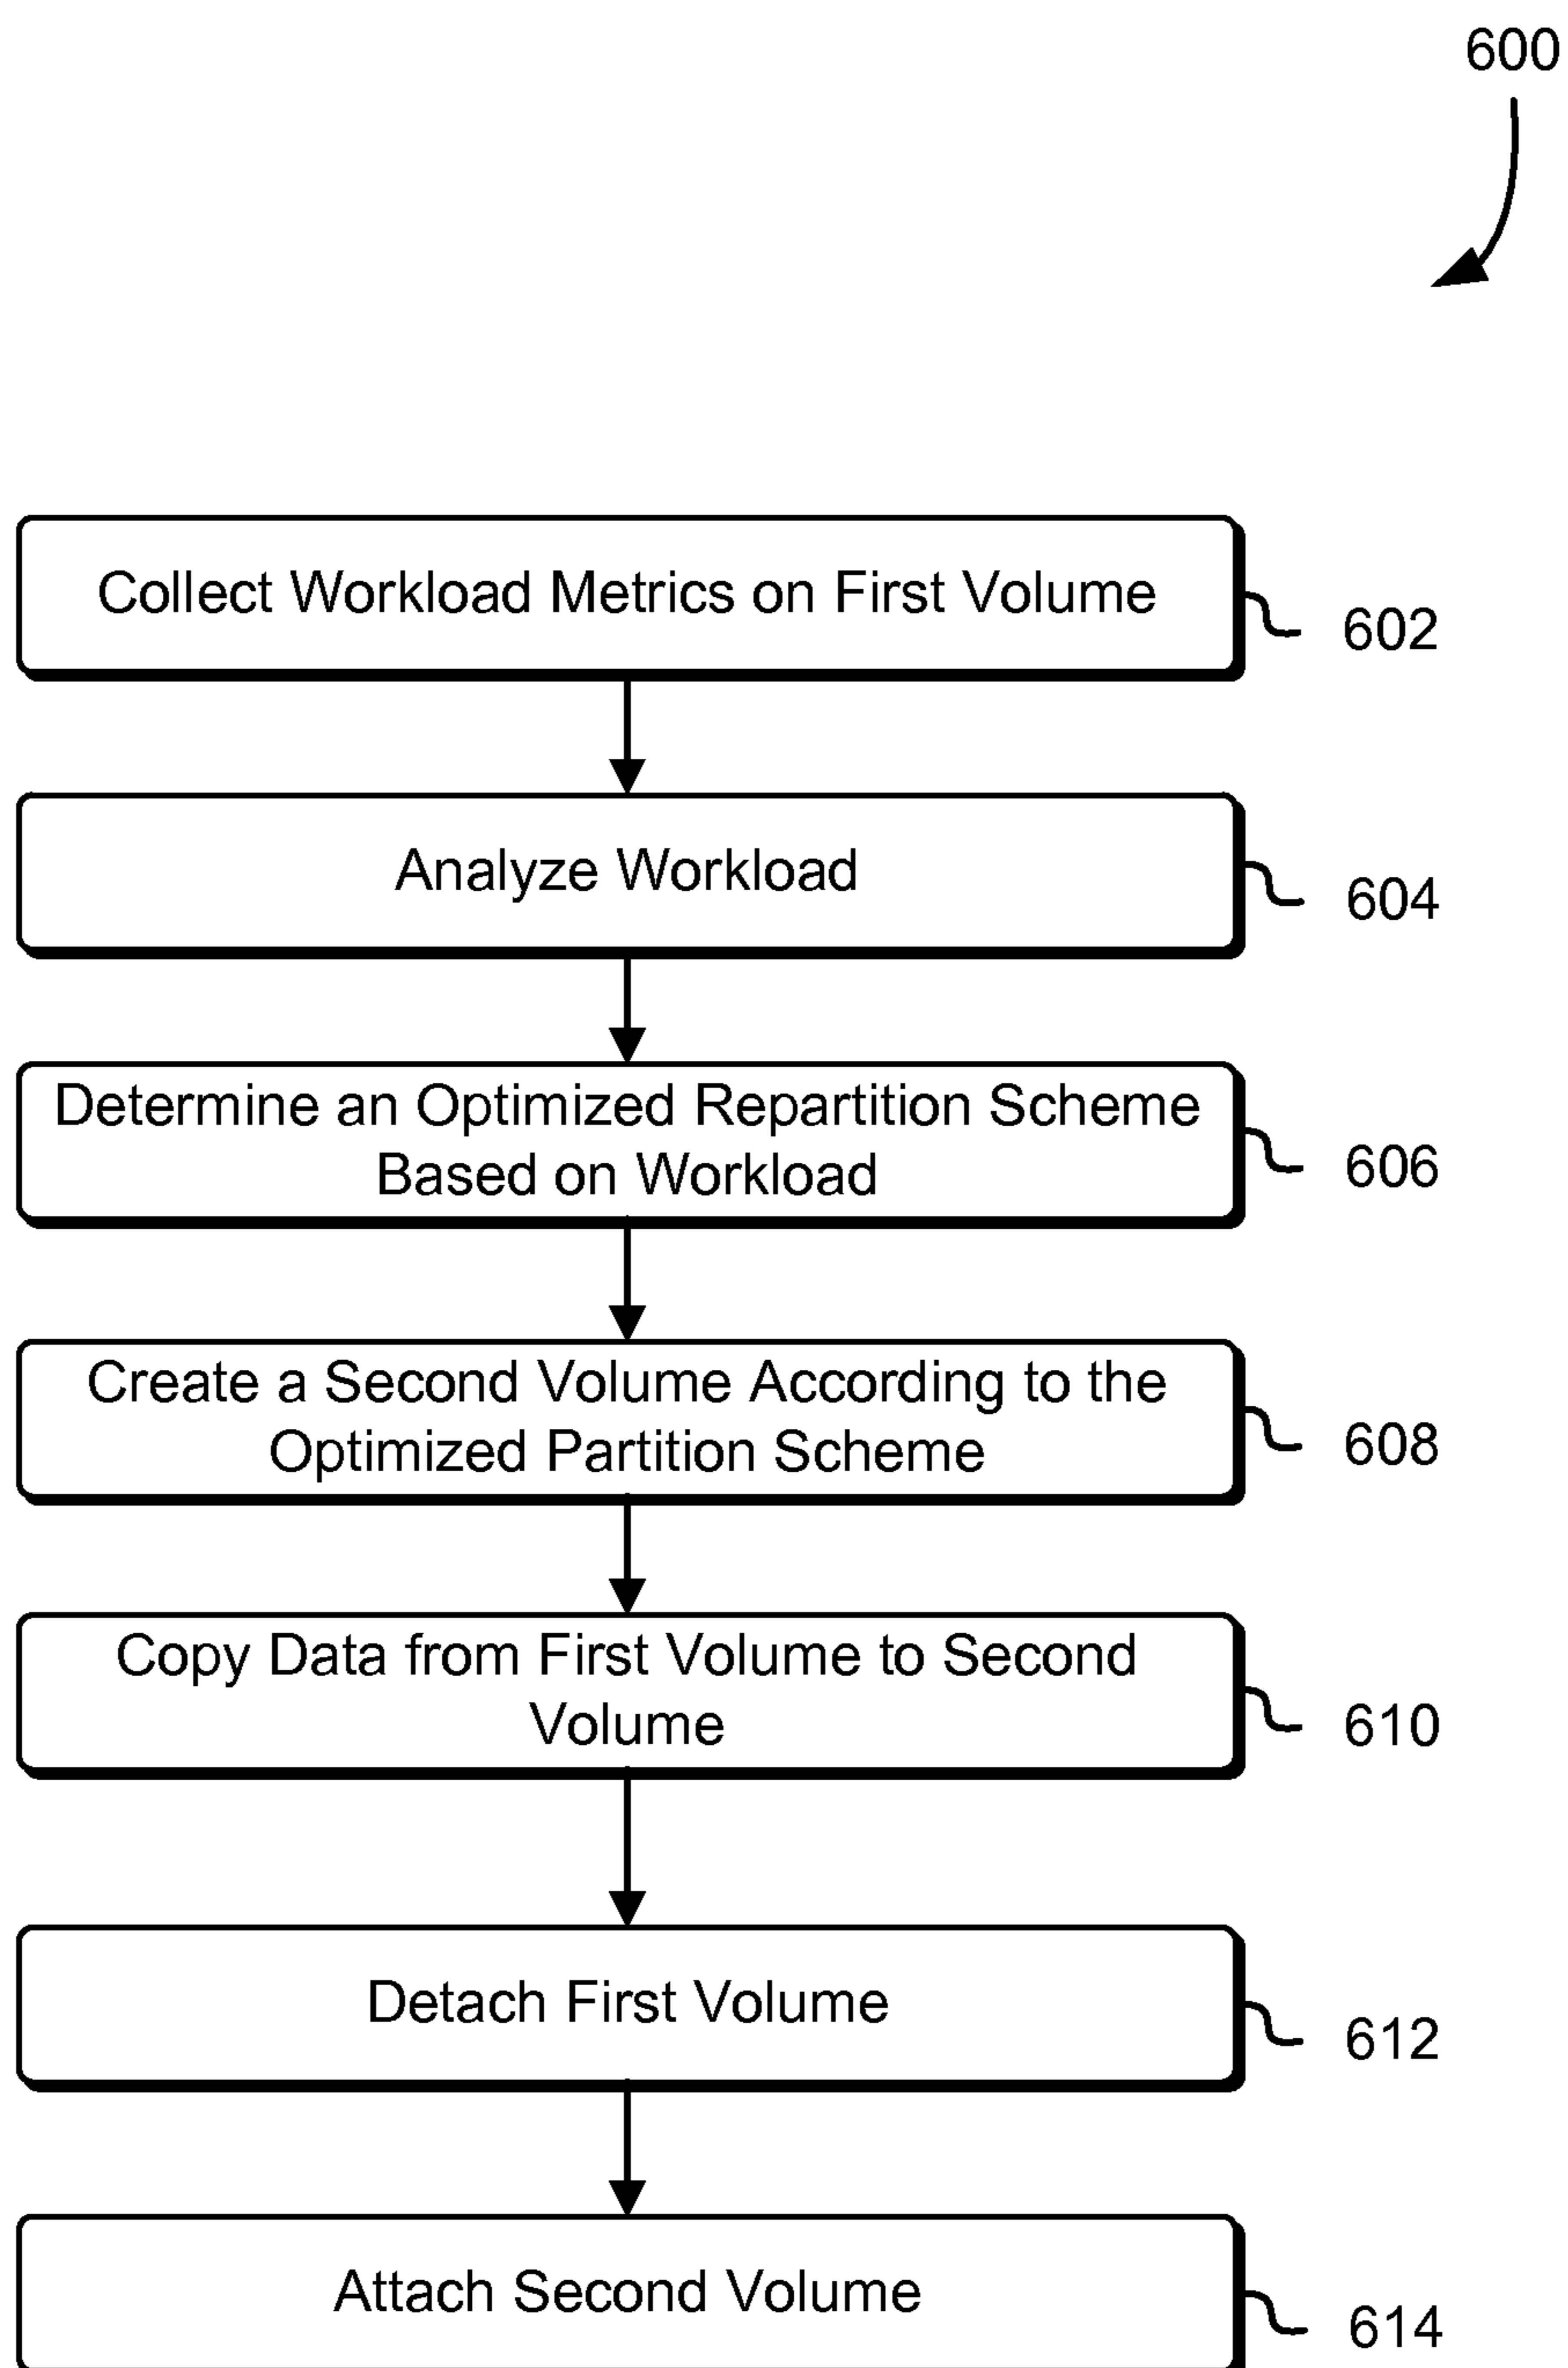 600
Collect Workload Metrics on First Volume
602
Analyze Workload
604
Determine an Optimized Repartition Scheme
Based on Workload
606
Create a Second Volume According to the
Optimized Partition Scheme
608
Copy Data from First Volume to Second
Volume
610
Detach First Volume
612
Attach Second Volume
614